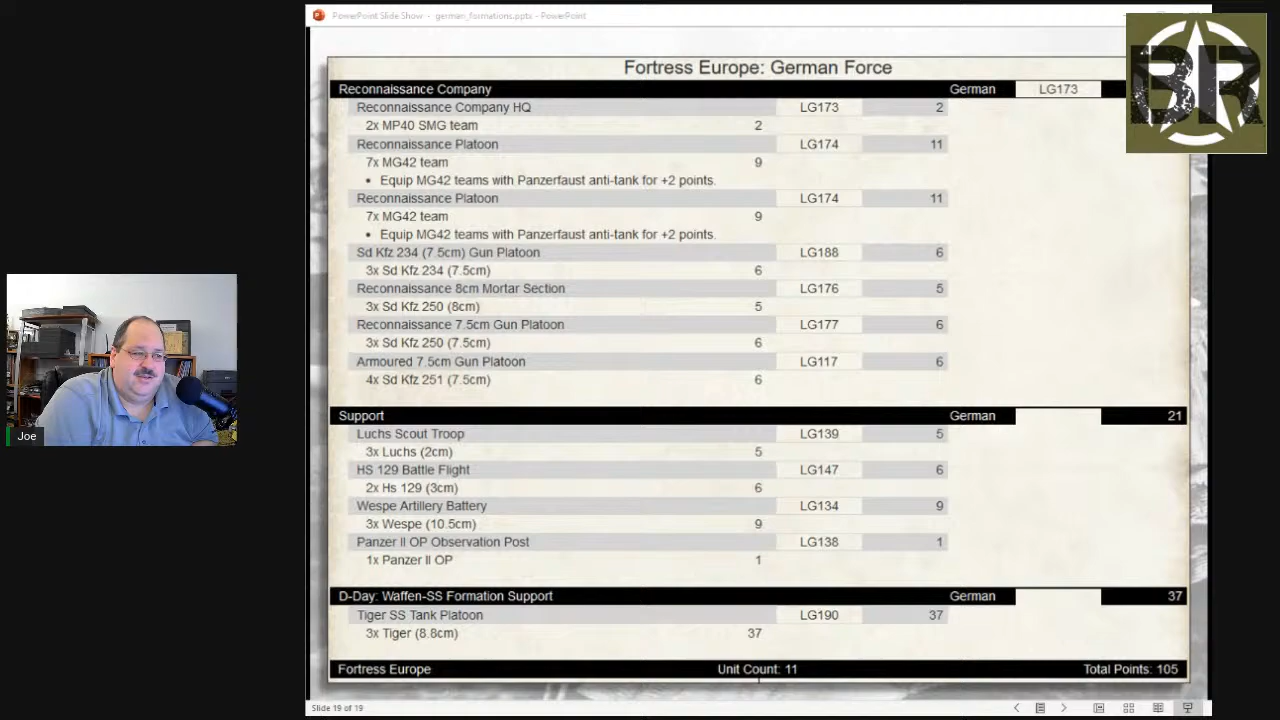 PowerPoint Slide Show - german_formations.pptx - PowerPoint
BR
Fortress Europe: German Force
Reconnaissance Company German LG173
Reconnaissance Company HQ LG173 2
2x MP40 SMG team 2
Reconnaissance Platoon LG174 11
7x MG42 team 9
• Equip MG42 teams with Panzerfaust anti-tank for +2 points.
Reconnaissance Platoon LG174 11
7x MG42 team 9
• Equip MG42 teams with Panzerfaust anti-tank for +2 points.
Sd Kfz 234 (7.5cm) Gun Platoon LG188 6
3x Sd Kfz 234 (7.5cm) 6
Reconnaissance 8cm Mortar Section LG176 5
3x Sd Kfz 250 (8cm) 5
Reconnaissance 7.5cm Gun Platoon LG177 6
3x Sd Kfz 250 (7.5cm) 6
Armoured 7.5cm Gun Platoon LG117 6
4x Sd Kfz 251 (7.5cm) 6
Support German 21
Luchs Scout Troop LG139 5
3x Luchs (2cm) 5
HS 129 Battle Flight LG147 6
2x Hs 129 (3cm) 6
Wespe Artillery Battery LG134 9
3x Wespe (10.5cm) 9
Panzer II OP Observation Post LG138 1
1x Panzer II OP 1
D-Day: Waffen-SS Formation Support German 37
Tiger SS Tank Platoon LG190 37
3x Tiger (8.8cm) 37
Fortress Europe Unit Count: 11 Total Points: 105
Joe
Slide 19 of 19